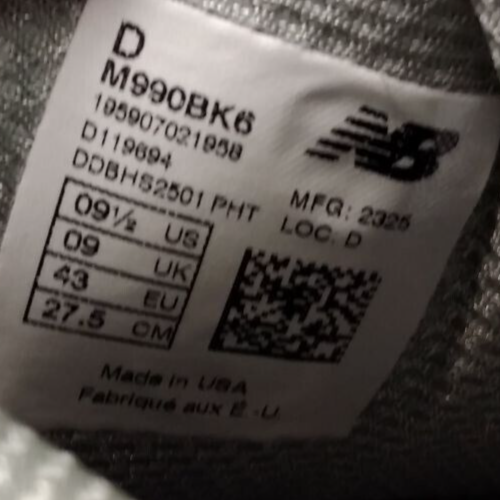 D
M990BK6
195907021958
D119694
DDBHS2501 PHT
NB
MFG: 2325
LOC. D
09½ US
09 UK
43 EU
27.5 CM
Made in USA
Fabriqué aux É-U